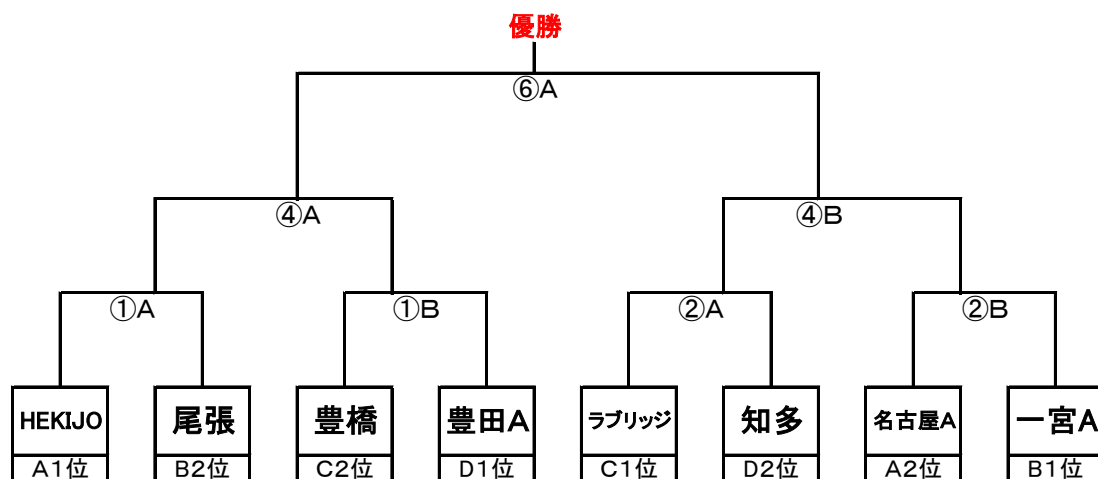 優勝
⑥A
④A ④B
①A ①B ②A ②B
HEKIJO 尾張 豊橋 豊田A ラブリッジ 知多 名古屋A 一宮A
A1位 B2位 C2位 D1位 C1位 D2位 A2位 B1位